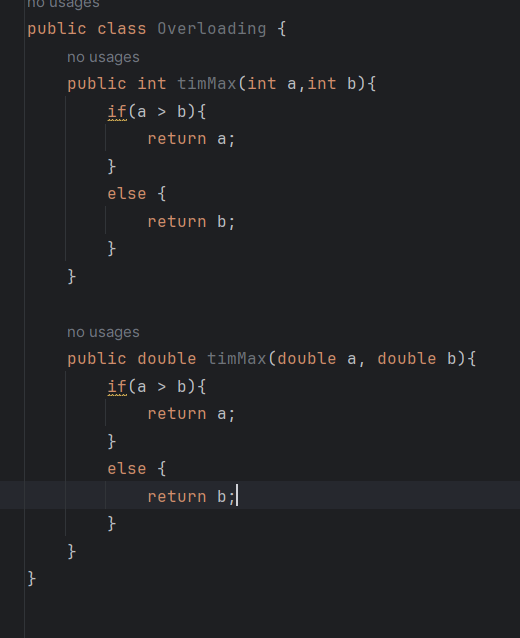 no usages
public class Overloading {
no usages
public int timMax(int a,int b){
if(a > b){
return a;
}
else {
return b;
}
}
no usages
public double timMax(double a, double b){
if(a > b){
return a;
}
else {
return b;
}
}
}